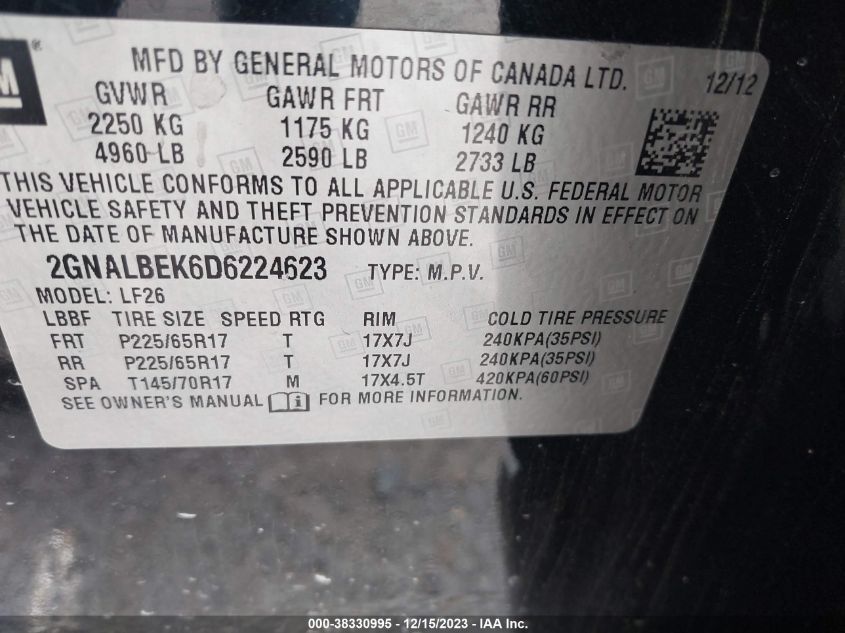 GM ®
MFD BY GENERAL MOTORS OF CANADA LTD. 12/12
GVWR GAWR FRT GAWR RR
2250 KG 1175 KG 1240 KG
4960 LB 2590 LB 2733 LB
THIS VEHICLE CONFORMS TO ALL APPLICABLE U.S. FEDERAL MOTOR
VEHICLE SAFETY AND THEFT PREVENTION STANDARDS IN EFFECT ON
THE DATE OF MANUFACTURE SHOWN ABOVE.
2GNALBEK6D6224623 TYPE: M.P.V.
MODEL: LF26
LBBF TIRE SIZE SPEED RTG RIM COLD TIRE PRESSURE
FRT P225/65R17 T 17X7J 240KPA(35PSI)
RR P225/65R17 T 17X7J 240KPA(35PSI)
SPA T145/70R17 M 17X4.5T 420KPA(60PSI)
SEE OWNER'S MANUAL i FOR MORE INFORMATION.
000-38330995 - 12/15/2023 - IAA Inc.